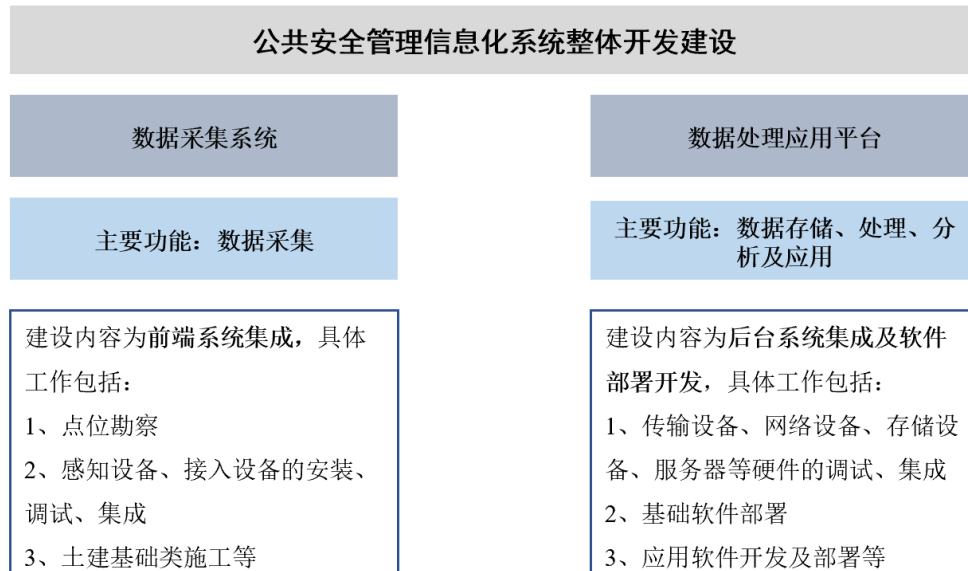 公共安全管理信息化系统整体开发建设
数据采集系统
主要功能：数据采集
建设内容为前端系统集成，具体
工作包括：
1、点位勘察
2、感知设备、接入设备的安装、
调试、集成
3、土建基础类施工等
数据处理应用平台
主要功能：数据存储、处理、分
析及应用
建设内容为后台系统集成及软件
部署开发，具体工作包括：
1、传输设备、网络设备、存储设
备、服务器等硬件的调试、集成
2、基础软件部署
3、应用软件开发及部署等